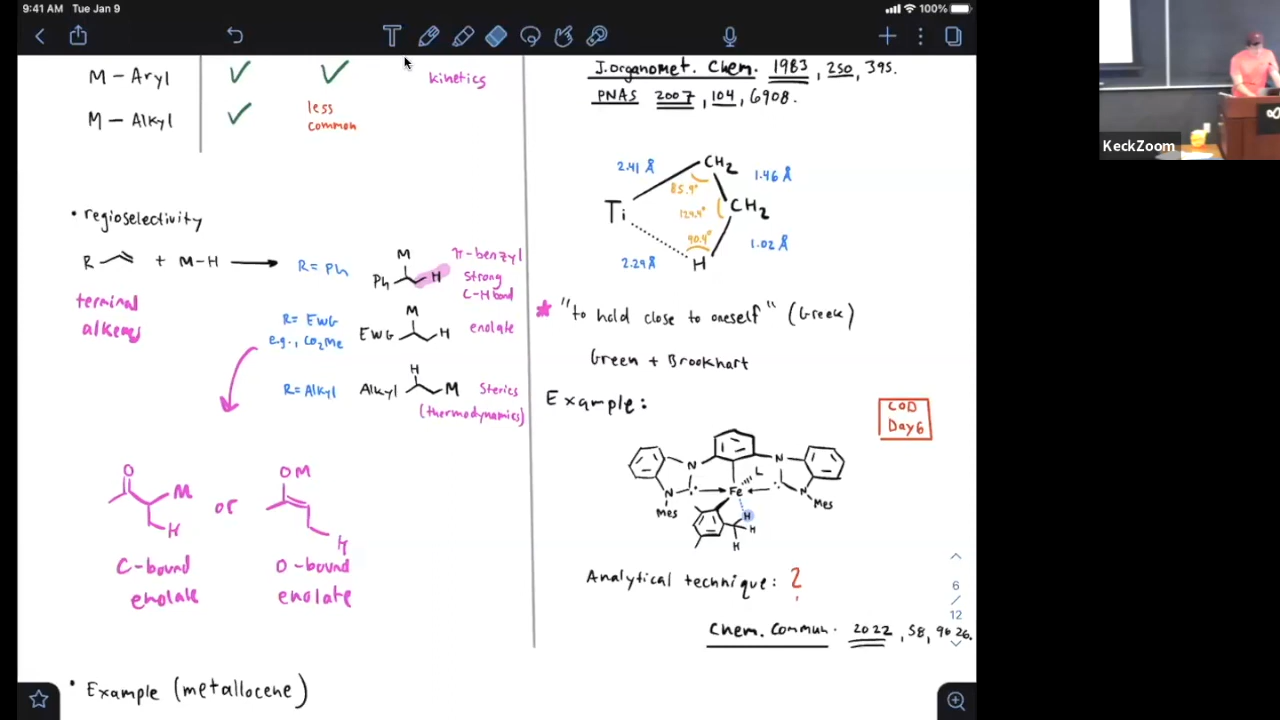 9:41 AM Tue Jan 9
100%
M-Aryl ✓ ✓ kinetics
M-Alkyl ✓ less common
• regioselectivity
R + M-H
terminal
alkenes
R = Ph
M
Ph H
π-benzyl
strong
C-H bond
R = EWG
e.g., CO2Me
M
EWG H
enolate
R = Alkyl
H
Alkyl M
sterics
(thermodynamics)
O
M
H
C-bound
enolate
or
OM
H
O-bound
enolate
• Example (metallocene)
J. Organomet. Chem. 1983, 250, 395.
PNAS 2007, 104, 6908.
2.41 Å
CH2
1.46 Å
85.9°
Ti
124.4°
CH2
90.4°
1.02 Å
2.29 Å
H
"to hold close to oneself" (Greek)
Green + Brookhart
Example:
COD
Day 6
N
N
L
N
Fe
N
Mes
Mes
H
H
H
Analytical technique: ?
Chem. Commun. 2022, 58, 9626.
6
/
12
KeckZoom